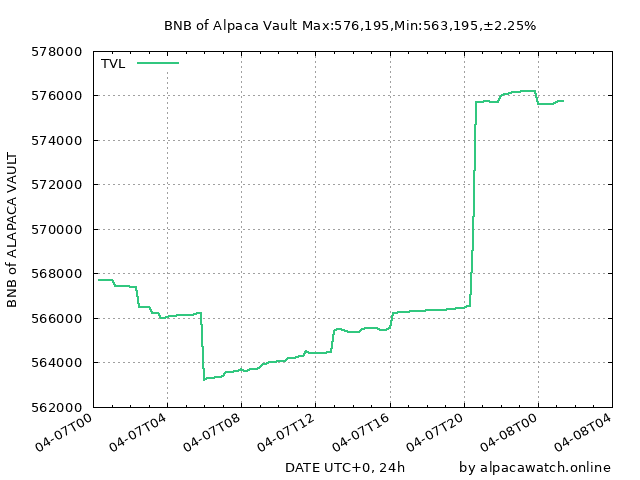 BNB of Alpaca Vault Max:576,195,Min:563,195,±2.25%
578000
TVL
576000
574000
572000
570000
568000
566000
564000
562000
BNB of ALAPACA VAULT
04-07T00
04-07T04
04-07T08
04-07T12
04-07T16
04-07T20
04-08T00
04-08T04
DATE UTC+0, 24h
by alpacawatch.online